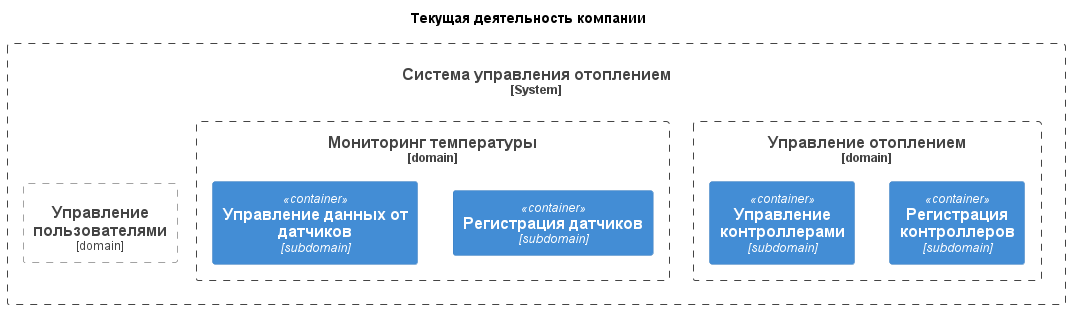 Текущая деятельность компании
Система управления отоплением
[System]
Мониторинг температуры
[domain]
Управление отоплением
[domain]
Управление
пользователями
[domain]
«container»
Управление данных от
датчиков
[subdomain]
«container»
Регистрация датчиков
[subdomain]
«container»
Управление
контроллерами
[subdomain]
«container»
Регистрация
контроллеров
[subdomain]